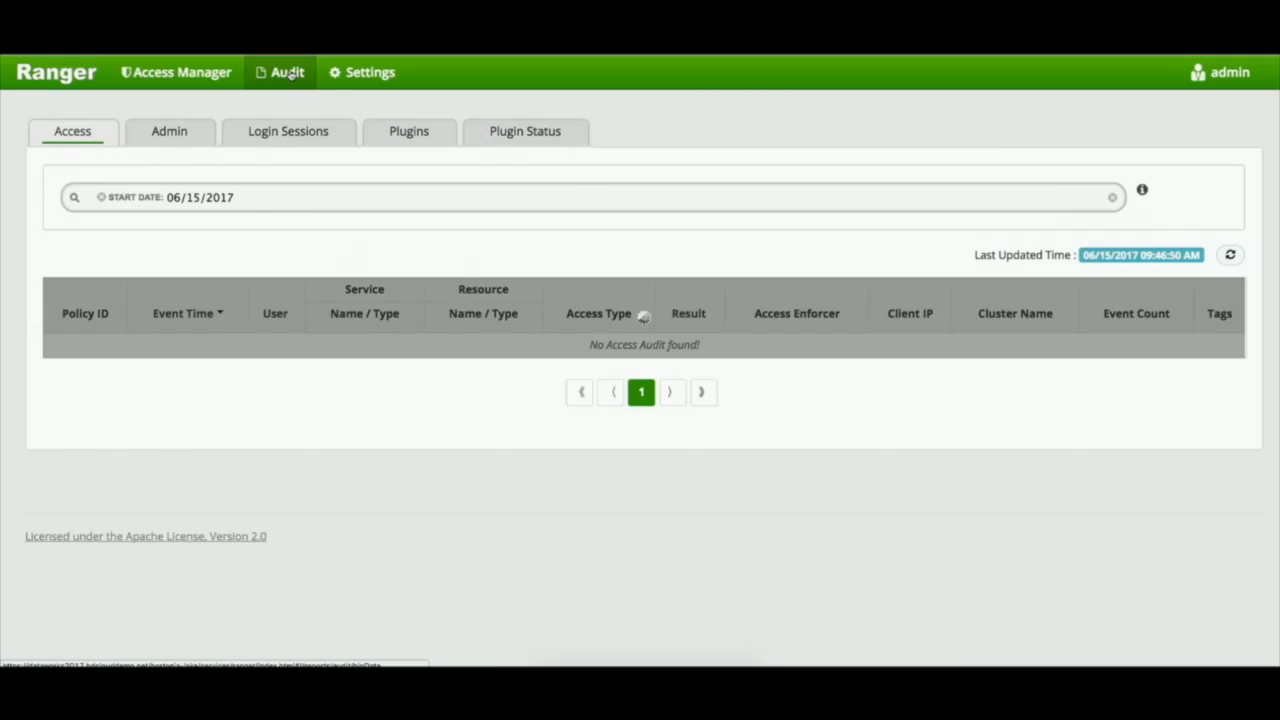 Ranger Access Manager Audit Settings admin
Access Admin Login Sessions Plugins Plugin Status
START DATE: 06/15/2017
Last Updated Time : 06/15/2017 09:46:50 AM
Service Resource
Policy ID Event Time User Name / Type Name / Type Access Type Result Access Enforcer Client IP Cluster Name Event Count Tags
No Access Audit found!
1
Licensed under the Apache License, Version 2.0